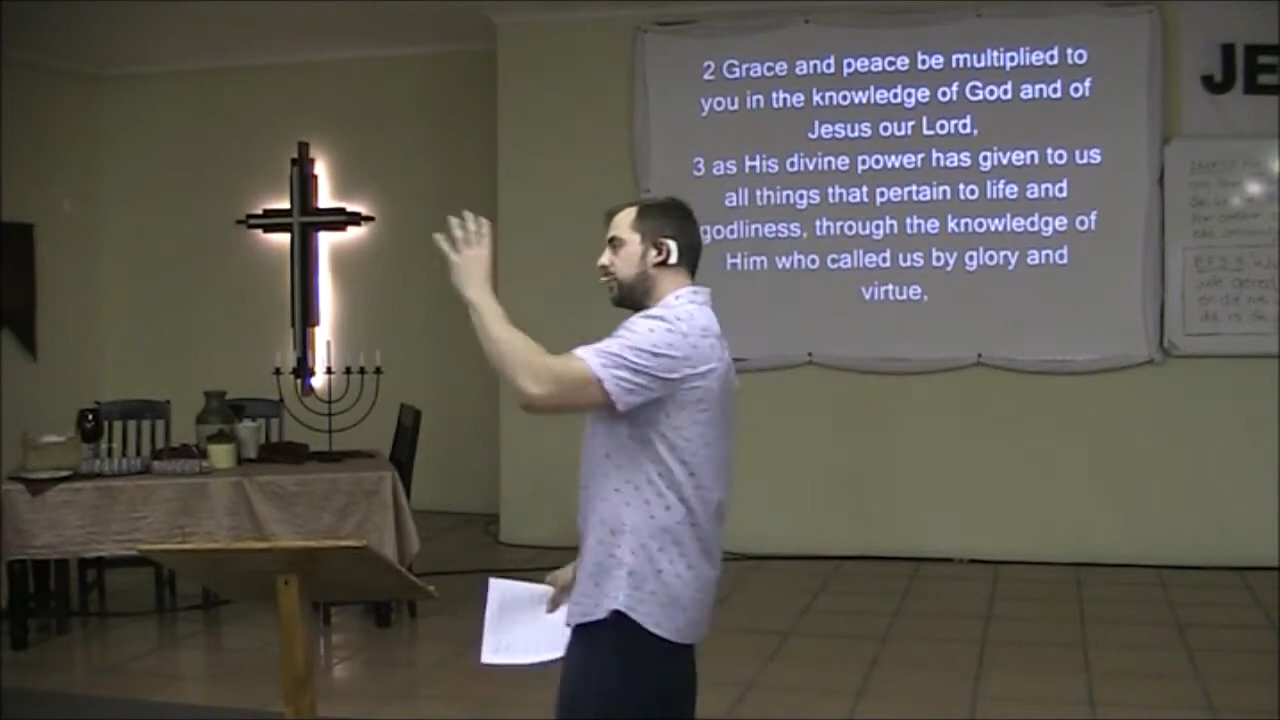 2 Grace and peace be multiplied to
you in the knowledge of God and of
Jesus our Lord,
3 as His divine power has given to us
all things that pertain to life and
godliness, through the knowledge of
Him who called us by glory and
virtue,
JE